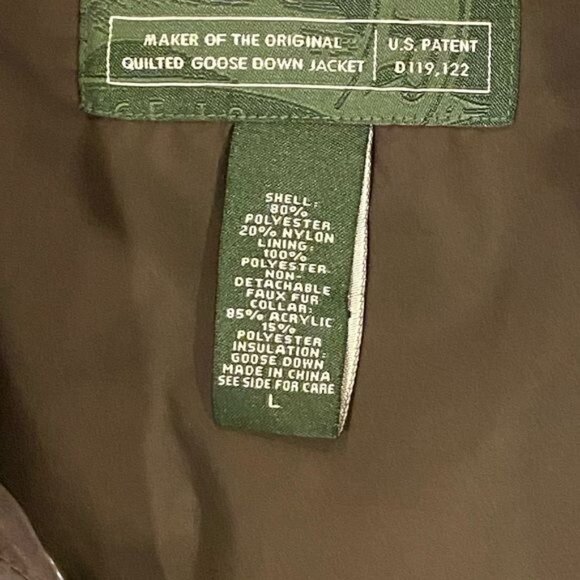 MAKER OF THE ORIGINAL
QUILTED GOOSE DOWN JACKET
U.S. PATENT
D119,122
SHELL:
80%
POLYESTER
20% NYLON
LINING:
100%
POLYESTER
NON-
DETACHABLE
FAUX FUR
COLLAR:
85% ACRYLIC
15%
POLYESTER
INSULATION:
GOOSE DOWN
MADE IN CHINA
SEE SIDE FOR CARE
L